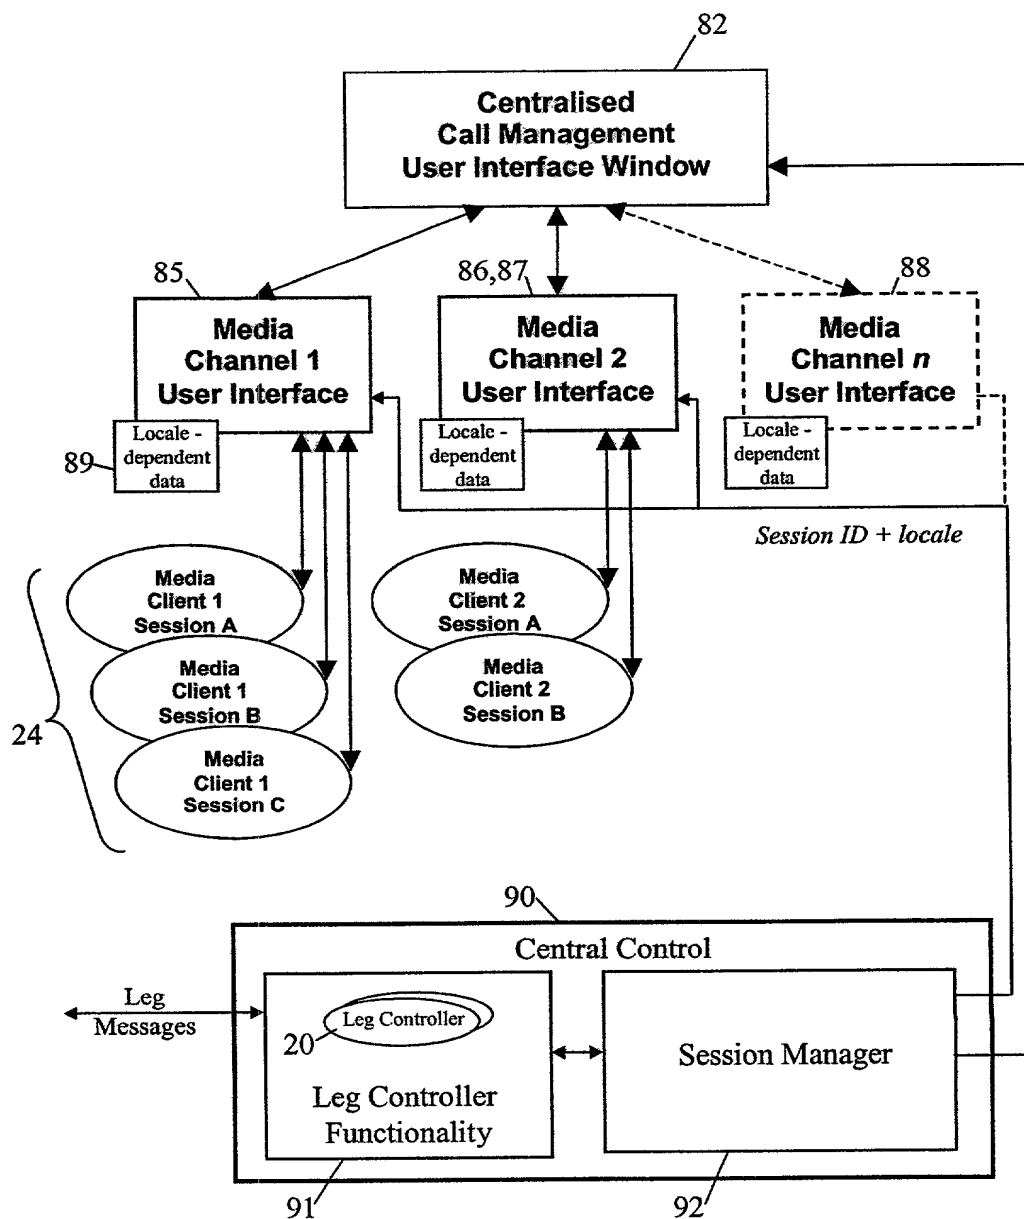 82
Centralised
Call Management
User Interface Window
85
86,87
88
Media
Channel 1
User Interface
Media
Channel 2
User Interface
Media
Channel n
User Interface
89
Locale -
dependent
data
Locale -
dependent
data
Locale -
dependent
data
Session ID + locale
24
Media
Client 1
Session A
Media
Client 1
Session B
Media
Client 1
Session C
Media
Client 2
Session A
Media
Client 2
Session B
90
Central Control
Leg
Messages
20
Leg Controller
Leg Controller
Functionality
Session Manager
91
92